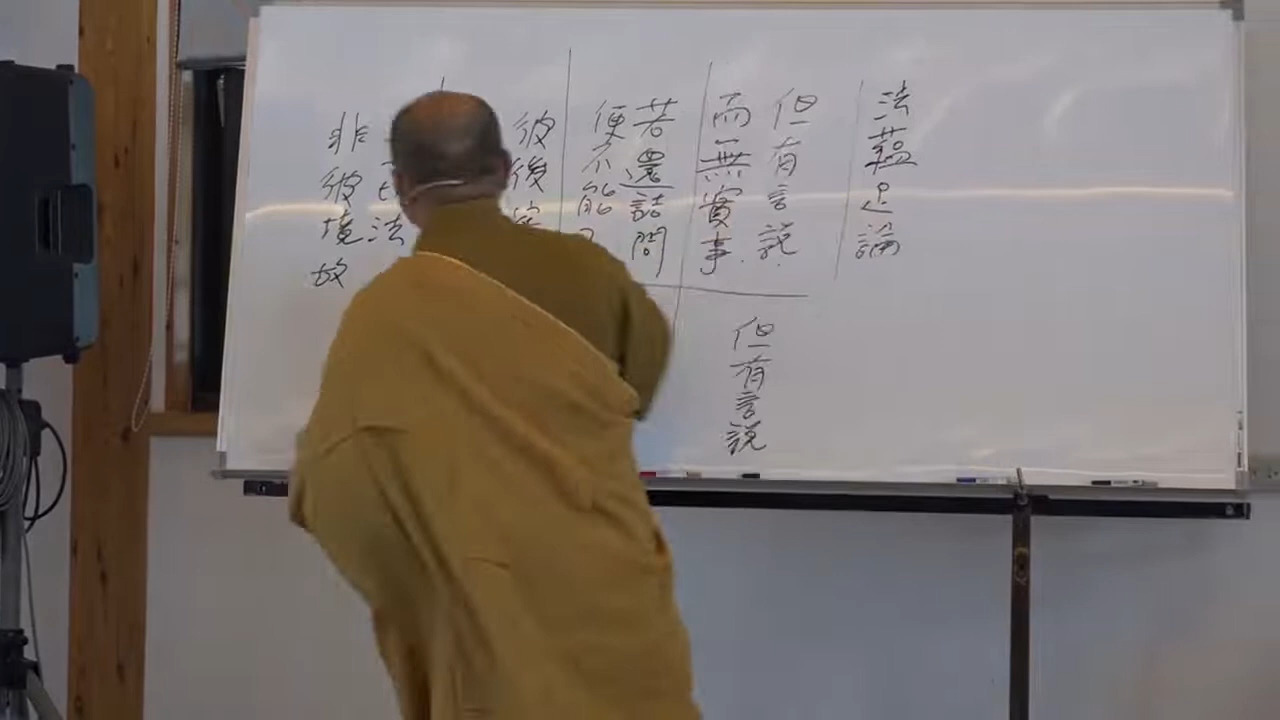 法蘊足論
但有言說
而無實事
但有言說
若還詰問
便不能
彼後
法
非彼境故